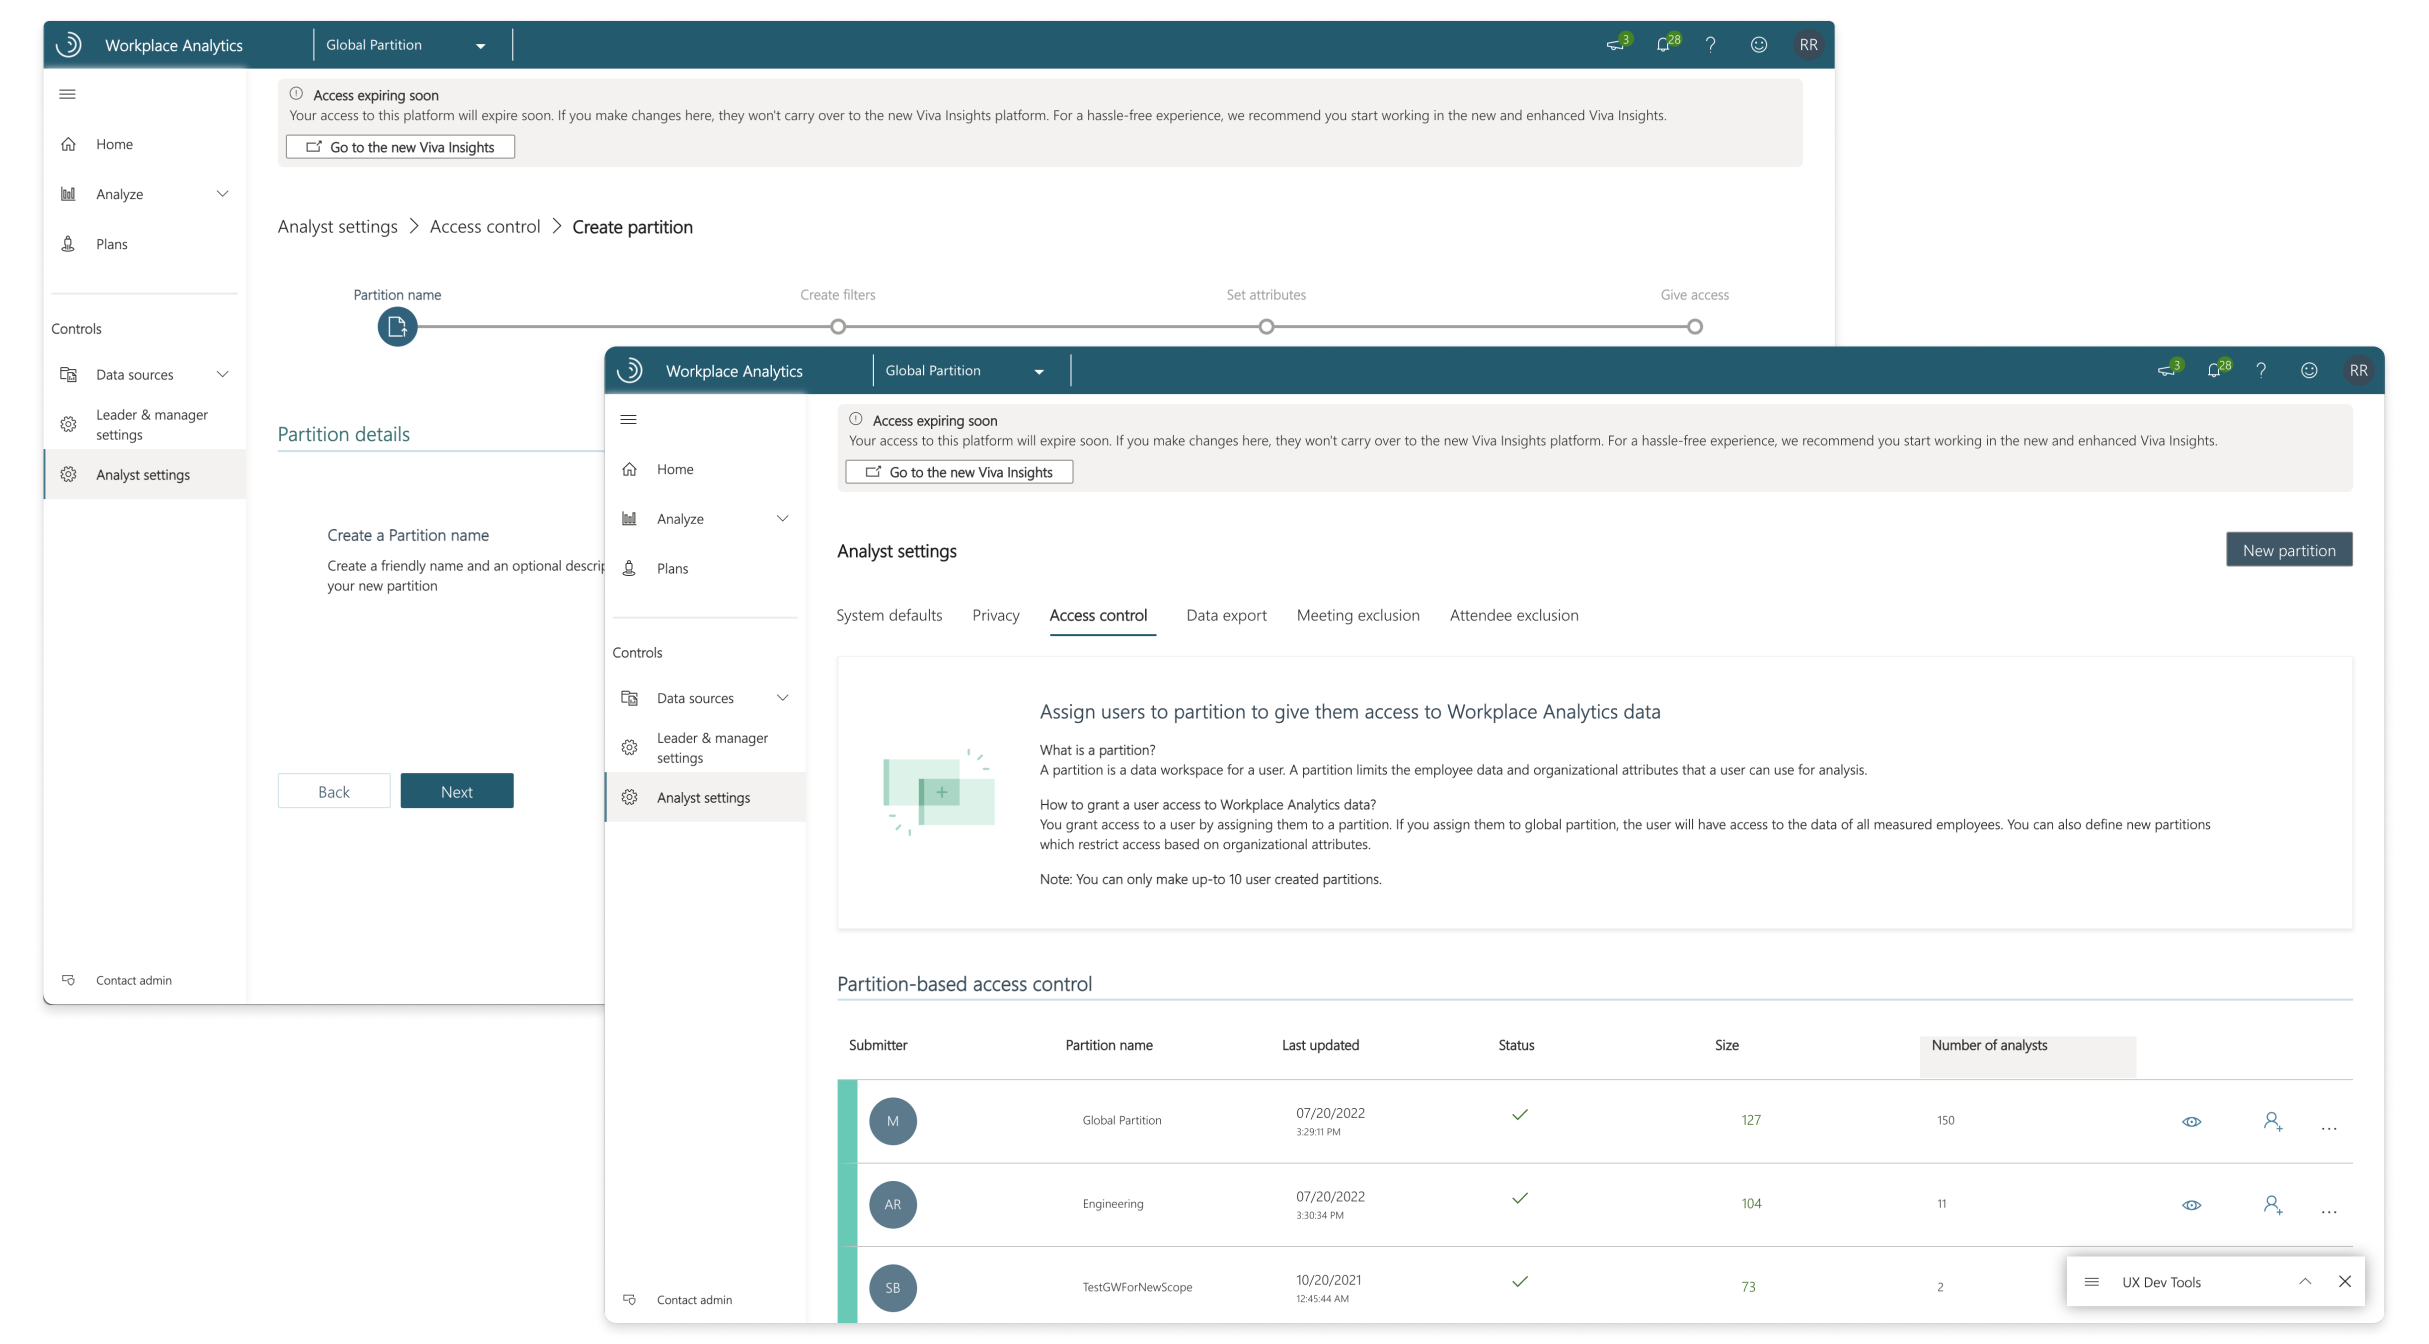 Workplace Analytics
Global Partition
3
28
RR
Access expiring soon
Your access to this platform will expire soon. If you make changes here, they won't carry over to the new Viva Insights platform. For a hassle-free experience, we recommend you start working in the new and enhanced Viva Insights.
Go to the new Viva Insights
Home
Analyze
Plans
Controls
Data sources
Leader & manager
settings
Analyst settings
Contact admin
Analyst settings > Access control > Create partition
Partition name
Create filters
Set attributes
Give access
Partition details
Create a Partition name
Create a friendly name and an optional descrip
your new partition
Back
Next
Workplace Analytics
Global Partition
3
28
?
RR
Access expiring soon
Your access to this platform will expire soon. If you make changes here, they won't carry over to the new Viva Insights platform. For a hassle-free experience, we recommend you start working in the new and enhanced Viva Insights.
Go to the new Viva Insights
Home
Analyze
Plans
Controls
Data sources
Leader & manager
settings
Analyst settings
Contact admin
Analyst settings
New partition
System defaults Privacy Access control Data export Meeting exclusion Attendee exclusion
Assign users to partition to give them access to Workplace Analytics data
What is a partition?
A partition is a data workspace for a user. A partition limits the employee data and organizational attributes that a user can use for analysis.
How to grant a user access to Workplace Analytics data?
You grant access to a user by assigning them to a partition. If you assign them to global partition, the user will have access to the data of all measured employees. You can also define new partitions
which restrict access based on organizational attributes.
Note: You can only make up-to 10 user created partitions.
Partition-based access control
Submitter Partition name Last updated Status Size Number of analysts
M Global Partition 07/20/2022 127 150 ...
3:29:11 PM
AR Engineering 07/20/2022 104 11 ...
3:30:34 PM
SB TestGWForNewScope 10/20/2021 73 2
12:45:44 AM
UX Dev Tools